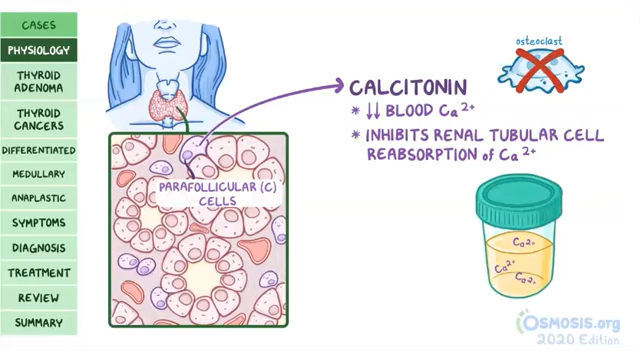 CASES
PHYSIOLOGY
THYROID
ADENOMA
THYROID
CANCERS
DIFFERENTIATED
MEDULLARY
ANAPLASTIC
SYMPTOMS
DIAGNOSIS
TREATMENT
REVIEW
SUMMARY
PARAFOLLICULAR (C)
CELLS
CALCITONIN
* ↓↓ BLOOD Ca²⁺
* INHIBITS RENAL TUBULAR CELL
REABSORPTION of Ca²⁺
osteoclast
Ca²⁺
Ca²⁺
Ca²⁺
OSMOSIS.org
2020 Edition